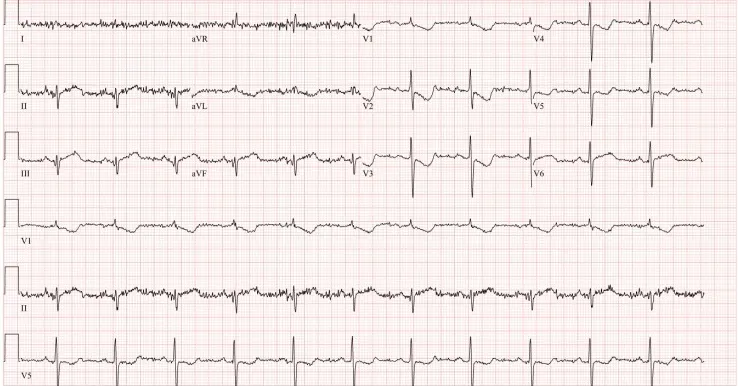 I aVR V1 V4
II aVL V2 V5
III aVF V3 V6
V1
II
V5